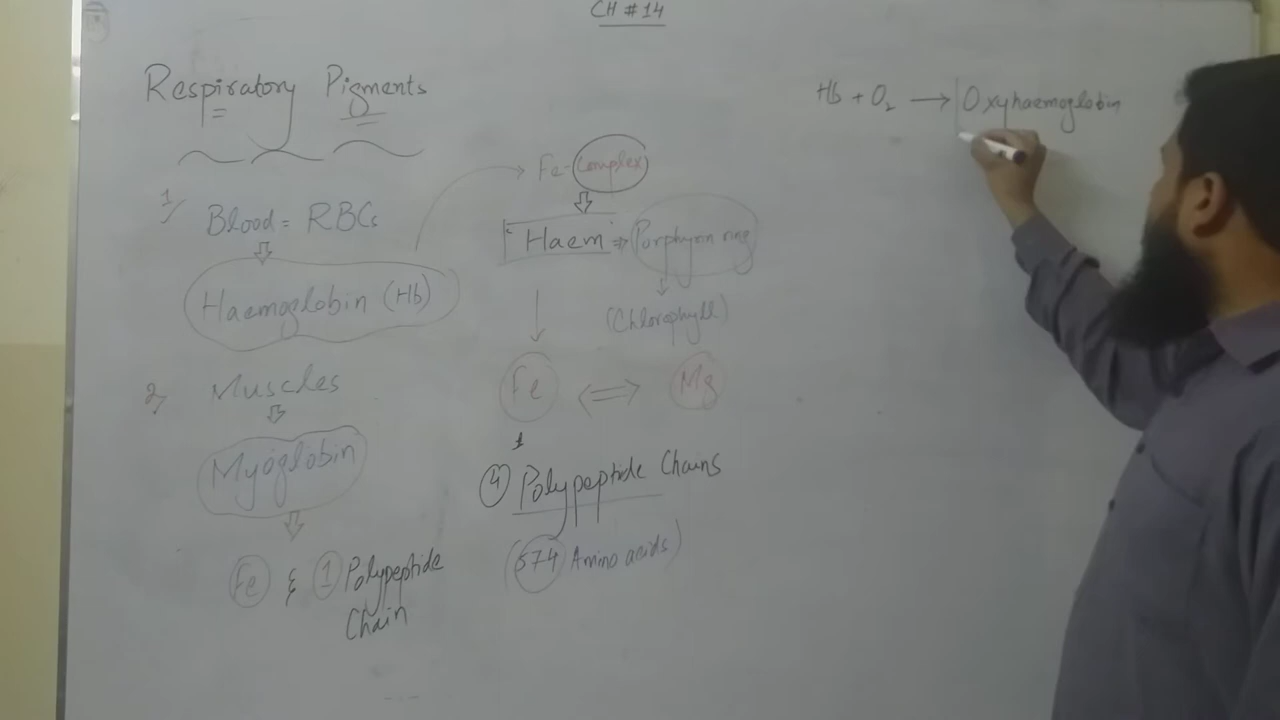 CH # 14
Respiratory Pigments
1, Blood = RBCs
Haemoglobin (Hb)
2, Muscles
Myoglobin
Fe & 1 Polypeptide
Chain
Fe-Complex
Haem ⇒ Porphyrin ring
(Chlorophyll)
Fe ⇔ Mg
1
4 Polypeptide Chains
(574 Amino acids)
Hb + O₂ → Oxyhaemoglobin